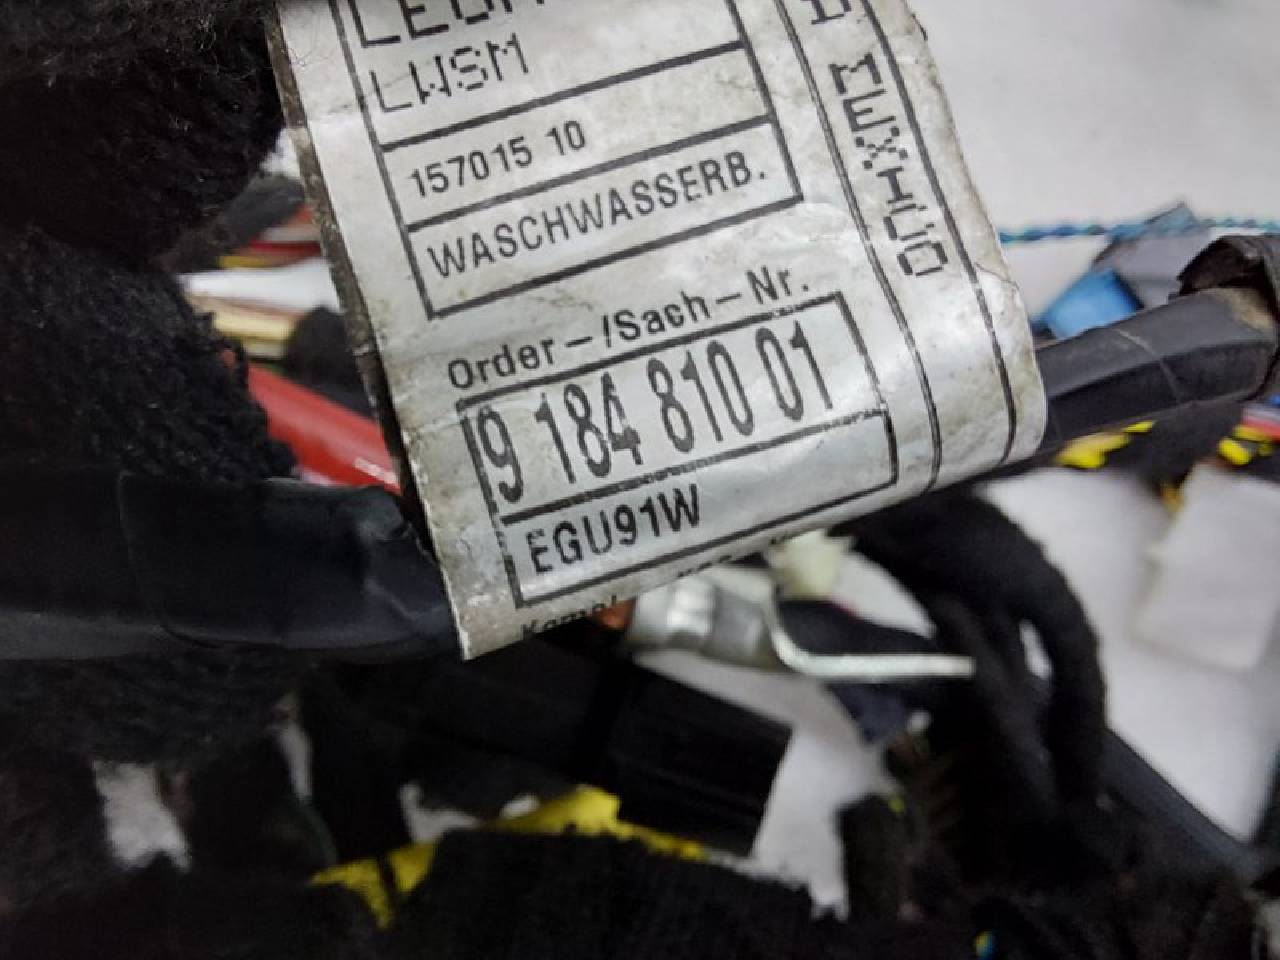 LWSM
157015 10
WASCHWASSERB.
Order-/Sach-Nr.
9 184 810 01
EGU91W
D MEXICO